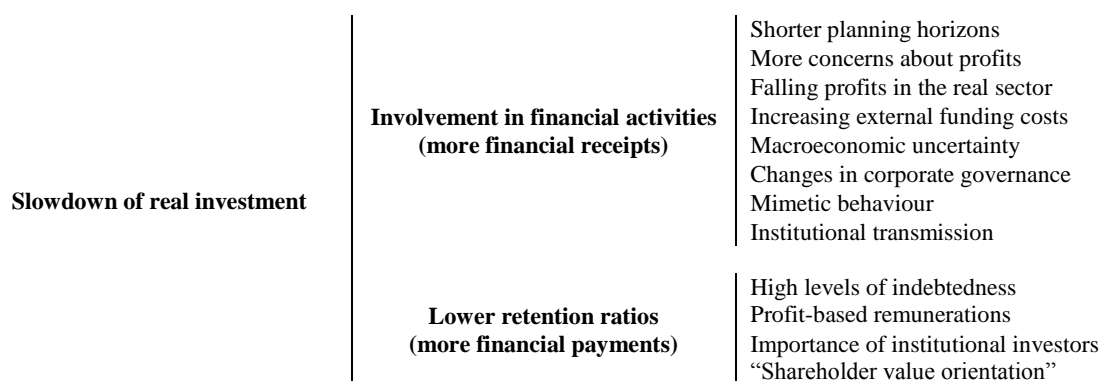 Slowdown of real investment
Involvement in financial activities
(more financial receipts)
Shorter planning horizons
More concerns about profits
Falling profits in the real sector
Increasing external funding costs
Macroeconomic uncertainty
Changes in corporate governance
Mimetic behaviour
Institutional transmission
Lower retention ratios
(more financial payments)
High levels of indebtedness
Profit-based remunerations
Importance of institutional investors
“Shareholder value orientation”